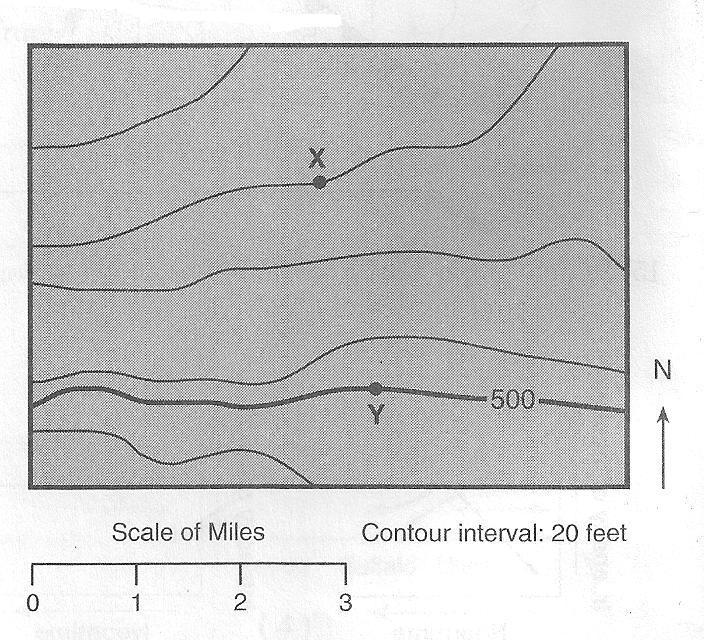 X
Y
500
N
Scale of Miles
Contour interval: 20 feet
0 1 2 3